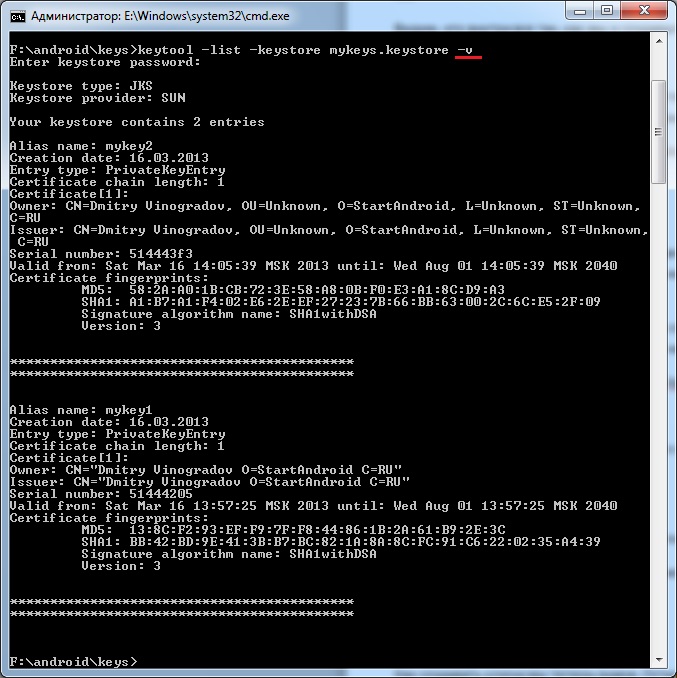 Администратор: E:\Windows\system32\cmd.exe
F:\android\keys>keytool -list -keystore mykeys.keystore -v
Enter keystore password:
Keystore type: JKS
Keystore provider: SUN
Your keystore contains 2 entries
Alias name: mykey2
Creation date: 16.03.2013
Entry type: PrivateKeyEntry
Certificate chain length: 1
Certificate[1]:
Owner: CN=Dmitry Vinogradov, OU=Unknown, O=StartAndroid, L=Unknown, ST=Unknown,
C=RU
Issuer: CN=Dmitry Vinogradov, OU=Unknown, O=StartAndroid, L=Unknown, ST=Unknown,
C=RU
Serial number: 514443f3
Valid from: Sat Mar 16 14:05:39 MSK 2013 until: Wed Aug 01 14:05:39 MSK 2040
Certificate fingerprints:
MD5: 58:2A:A0:1B:CB:72:3E:58:A8:0B:F0:E3:A1:8C:D9:A3
SHA1: A1:B7:A1:F4:02:E6:2E:EF:27:23:7B:66:BB:63:00:2C:6C:E5:2F:09
Signature algorithm name: SHA1withDSA
Version: 3
*******************************************
*******************************************
Alias name: mykey1
Creation date: 16.03.2013
Entry type: PrivateKeyEntry
Certificate chain length: 1
Certificate[1]:
Owner: CN="Dmitry Vinogradov O=StartAndroid C=RU"
Issuer: CN="Dmitry Vinogradov O=StartAndroid C=RU"
Serial number: 51444205
Valid from: Sat Mar 16 13:57:25 MSK 2013 until: Wed Aug 01 13:57:25 MSK 2040
Certificate fingerprints:
MD5: 13:8C:F2:93:EF:F9:7F:F8:44:86:1B:2A:61:B9:2E:3C
SHA1: BB:42:BD:9E:41:3B:B7:BC:82:1A:8A:8C:FC:91:C6:22:02:35:A4:39
Signature algorithm name: SHA1withDSA
Version: 3
*******************************************
*******************************************
F:\android\keys>